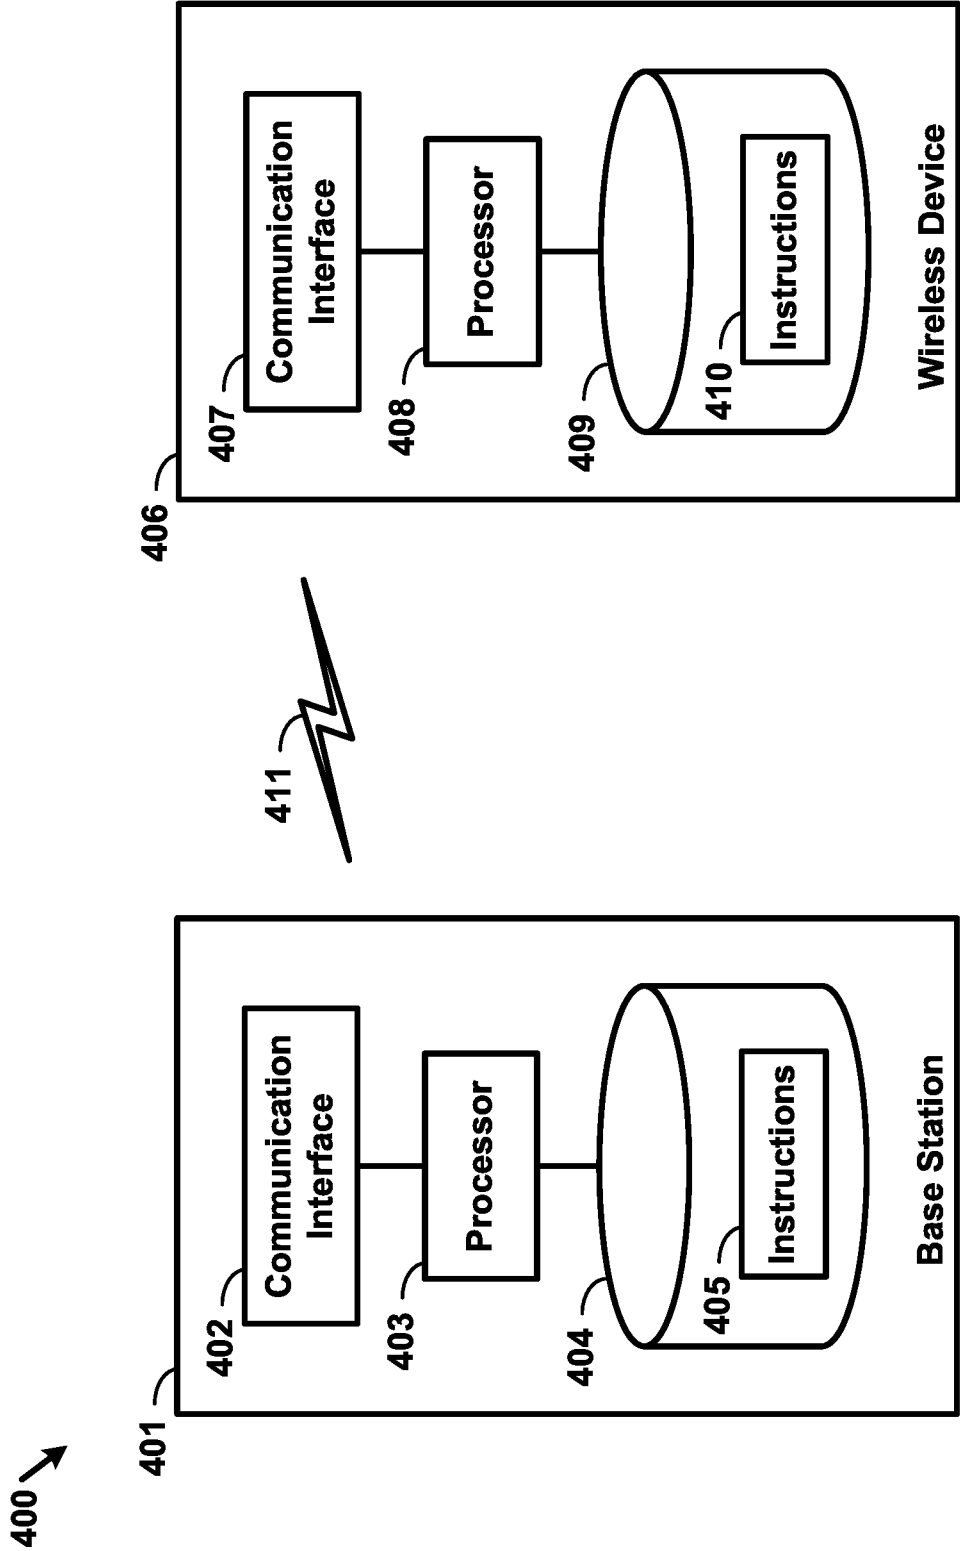 400
401
402
Communication
Interface
403
Processor
404
405
Instructions
Base Station
411
406
407
Communication
Interface
408
Processor
409
410
Instructions
Wireless Device